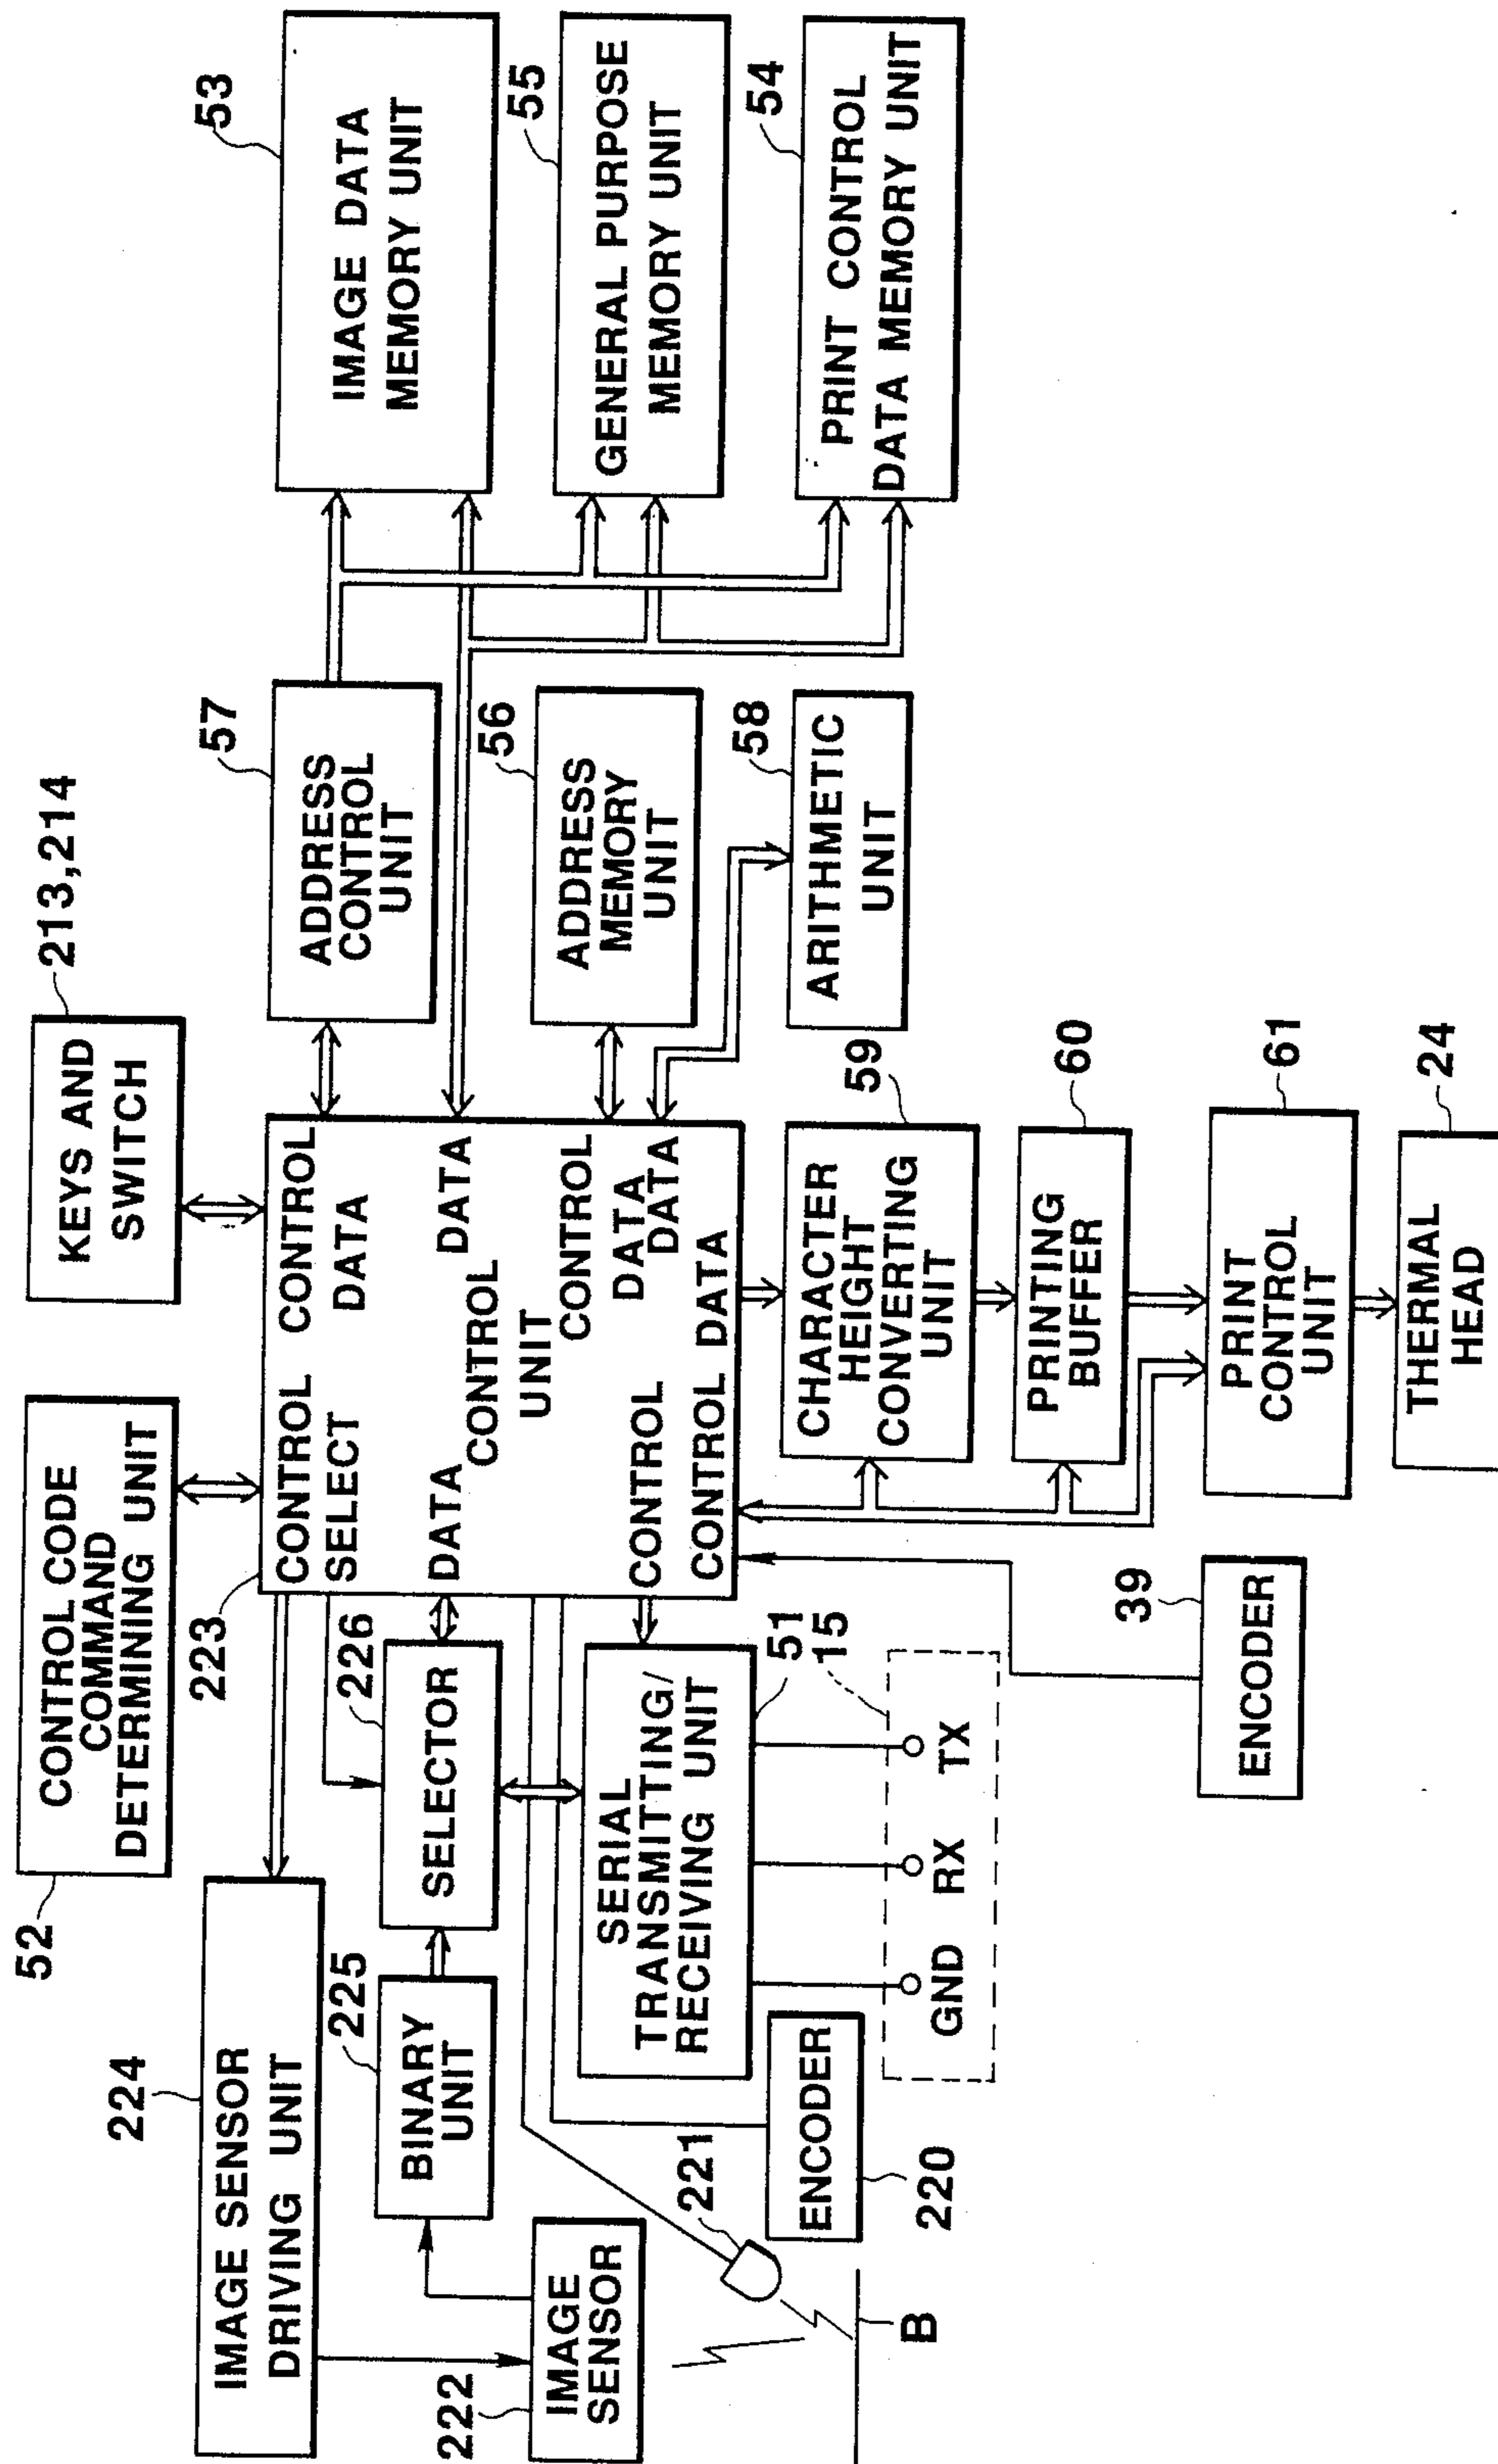 52
CONTROL CODE
COMMAND
DETERMINING UNIT
KEYS AND
SWITCH
213,214
224
IMAGE SENSOR
DRIVING UNIT
223
57
ADDRESS
CONTROL
UNIT
53
IMAGE DATA
MEMORY UNIT
CONTROL
CONTROL
SELECT
DATA
DATA
DATA
CONTROL
UNIT
CONTROL
CONTROL
DATA
DATA
CONTROL
DATA
225
BINARY
UNIT
226
SELECTOR
56
ADDRESS
MEMORY
UNIT
55
GENERAL PURPOSE
MEMORY UNIT
222
IMAGE
SENSOR
SERIAL
TRANSMITTING/
RECEIVING UNIT
51
15
58
ARITHMETIC
UNIT
54
PRINT CONTROL
DATA MEMORY UNIT
221
ENCODER
220
B
GND
RX
TX
59
CHARACTER
HEIGHT
CONVERTING
UNIT
60
PRINTING
BUFFER
39
ENCODER
61
PRINT
CONTROL
UNIT
24
THERMAL
HEAD